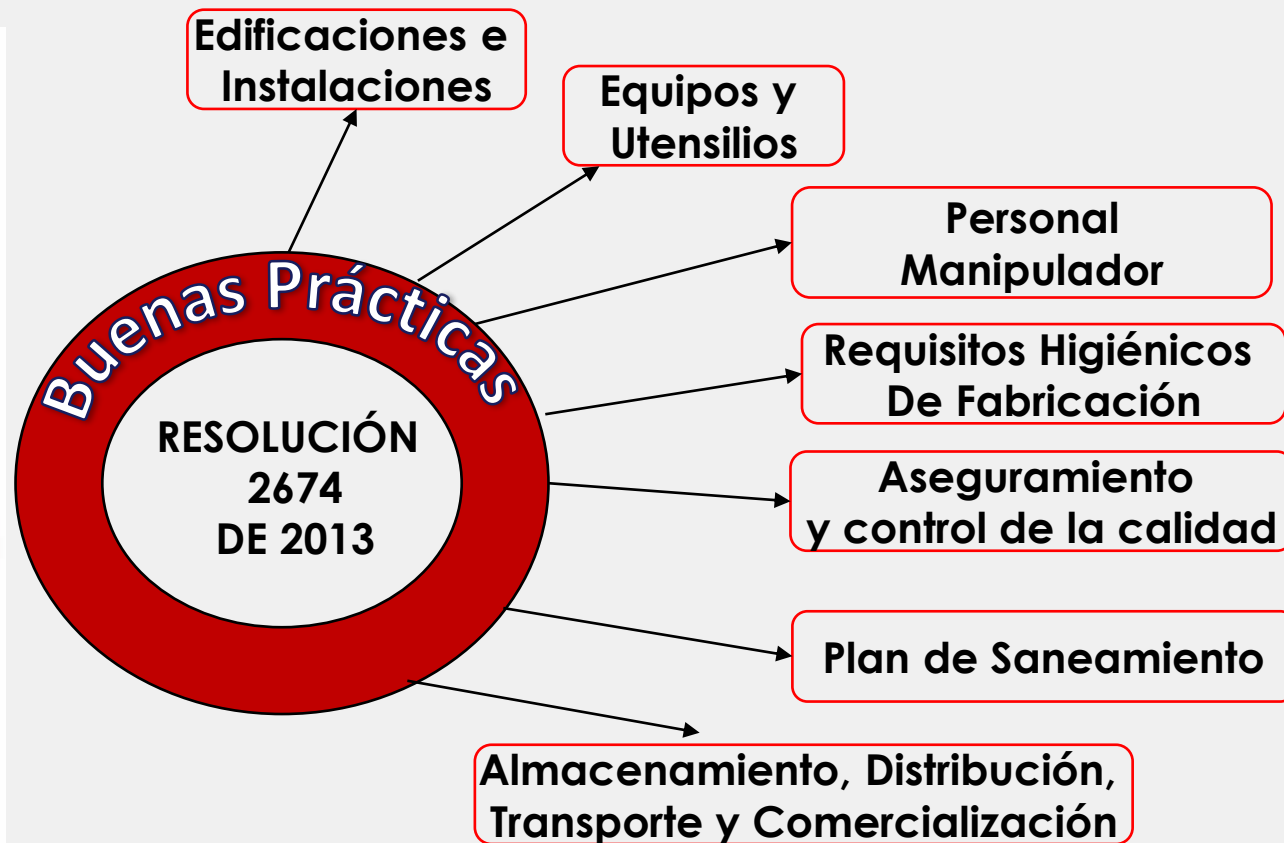 Edificaciones e
Instalaciones
Equipos y
Utensilios
Personal
Manipulador
Buenas Prácticas
RESOLUCIÓN
2674
DE 2013
Requisitos Higiénicos
De Fabricación
Aseguramiento
y control de la calidad
Plan de Saneamiento
Almacenamiento, Distribución,
Transporte y Comercialización